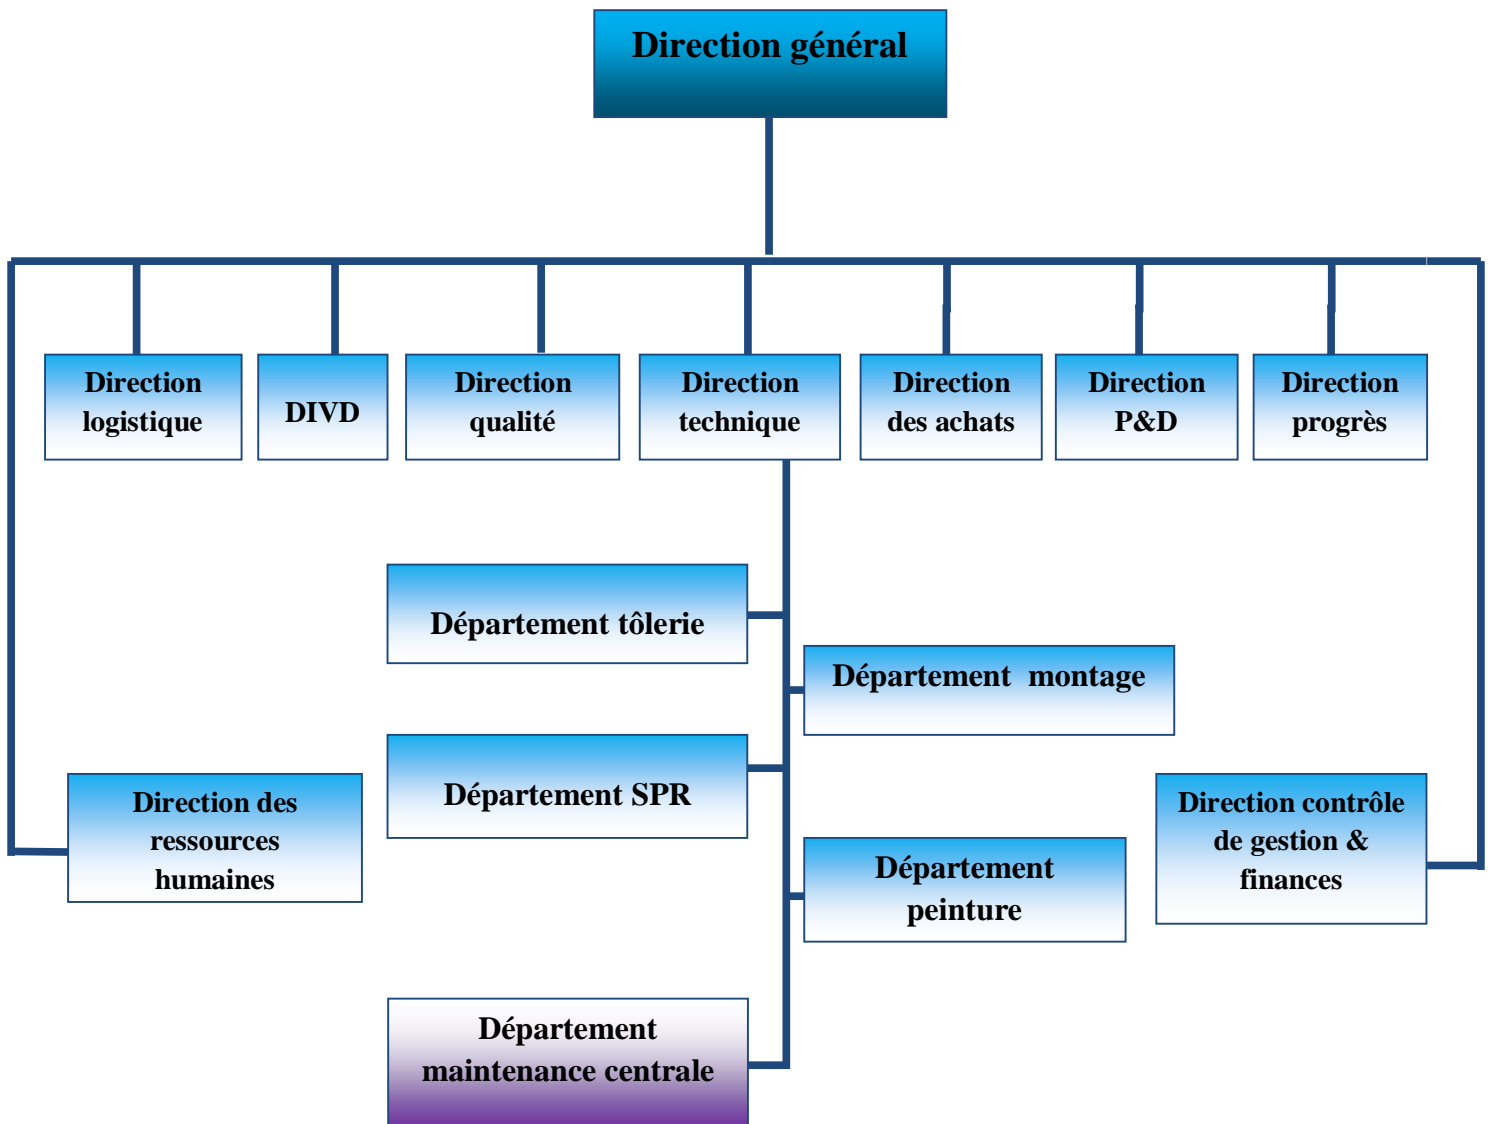 Direction général
Direction
logistique
DIVD
Direction
qualité
Direction
technique
Direction
des achats
Direction
P&D
Direction
progrès
Département tôlerie
Département  montage
Département SPR
Direction des
ressources
humaines
Direction contrôle
de gestion &
finances
Département
peinture
Département
maintenance centrale